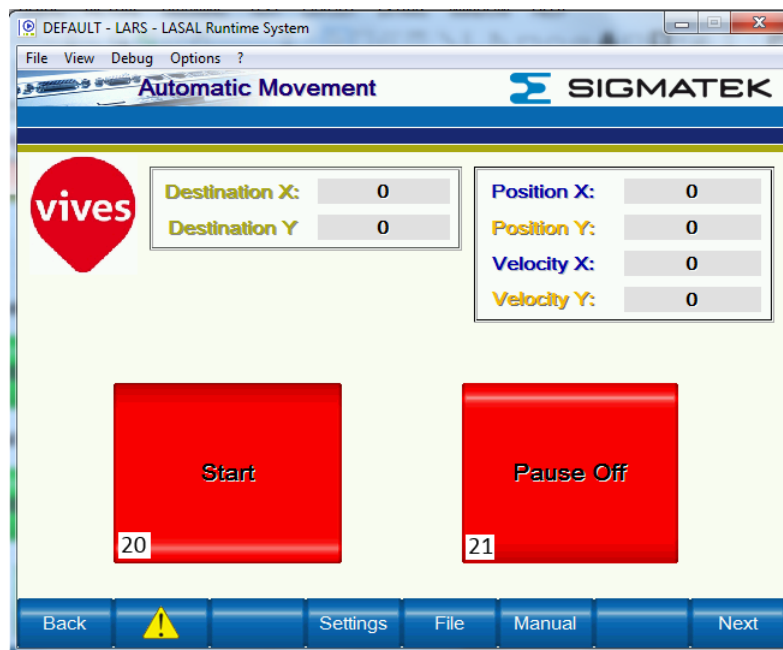 DEFAULT - LARS - LASAL Runtime System
File View Debug Options ?
Automatic Movement
SIGMATEK
vives
Destination X: 0
Destination Y 0
Position X: 0
Position Y: 0
Velocity X: 0
Velocity Y: 0
Start
20
Pause Off
21
Back Settings File Manual Next